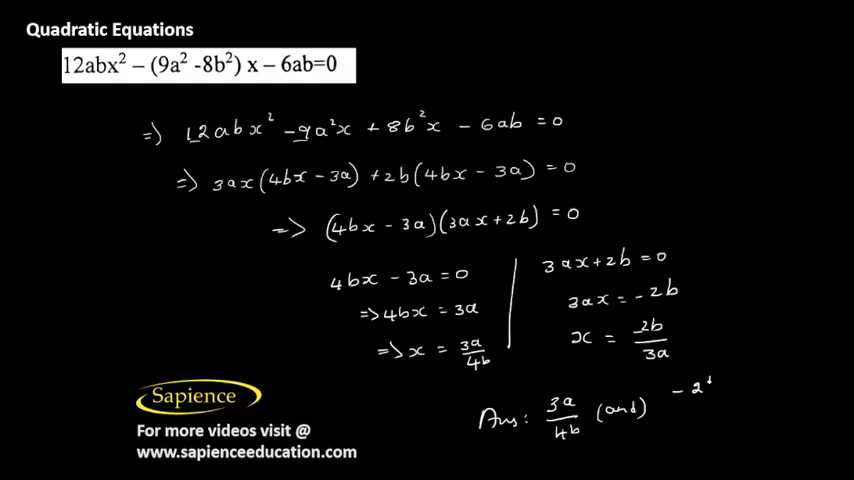 Quadratic Equations
12abx² – (9a² -8b²) x – 6ab=0
=> 12abx² - 9a²x + 8b²x - 6ab = 0
=> 3ax(4bx - 3a) + 2b(4bx - 3a) = 0
=> (4bx - 3a)(3ax + 2b) = 0
4bx - 3a = 0
=> 4bx = 3a
=> x = 3a/4b
3ax + 2b = 0
3ax = -2b
x = -2b/3a
Ans: 3a/4b (and) - 2
Sapience
For more videos visit @
www.sapienceeducation.com